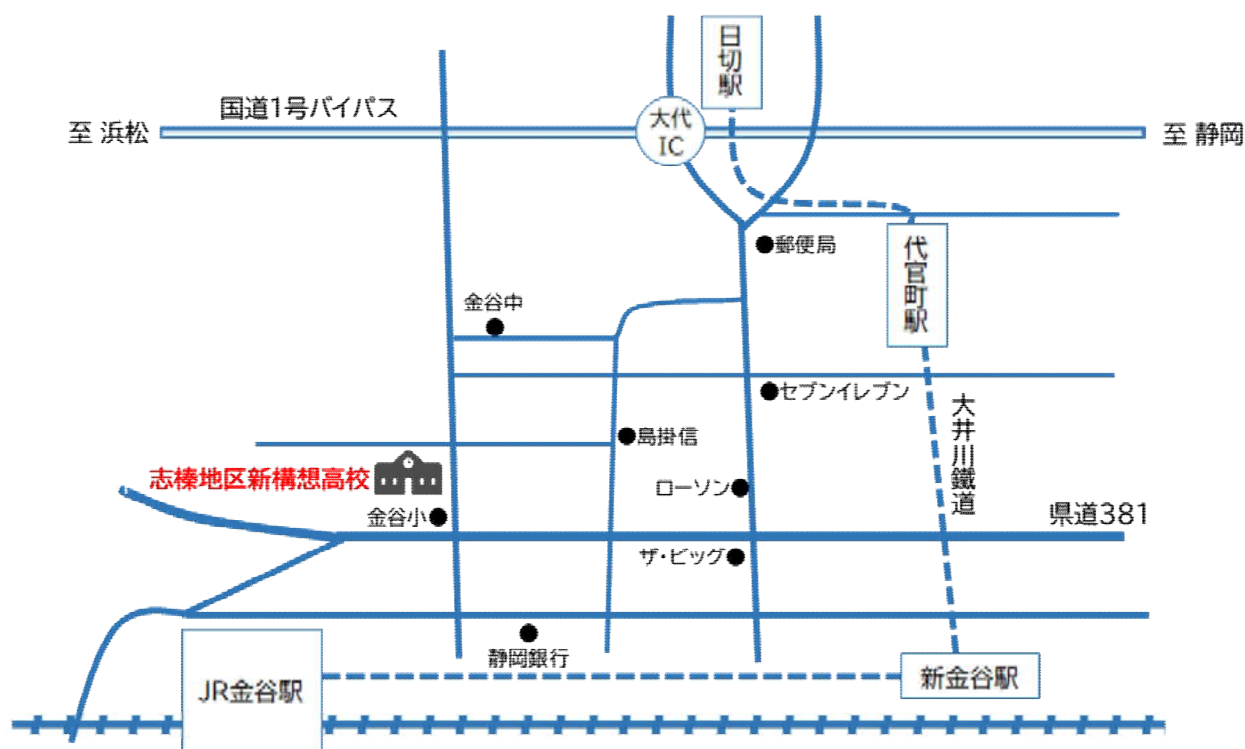 日切駅
国道1号バイパス
至 浜松
大代
IC
至 静岡
郵便局
代官町駅
金谷中
セブンイレブン
大井川鐵道
島掛信
志榛地区新構想高校
ローソン
金谷小
県道381
ザ・ビッグ
静岡銀行
JR金谷駅
新金谷駅